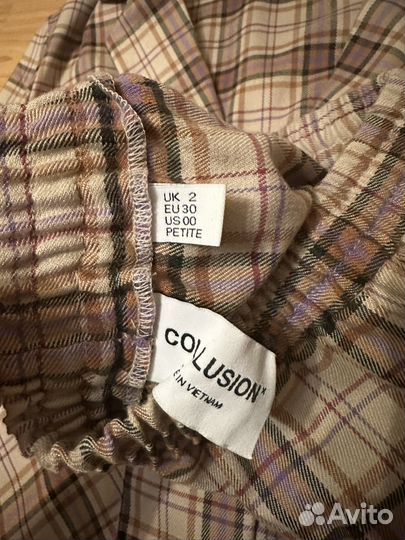 UK 2
EU 30
US 00
PETITE
COLLUSION
IN VIETNAM
Avito